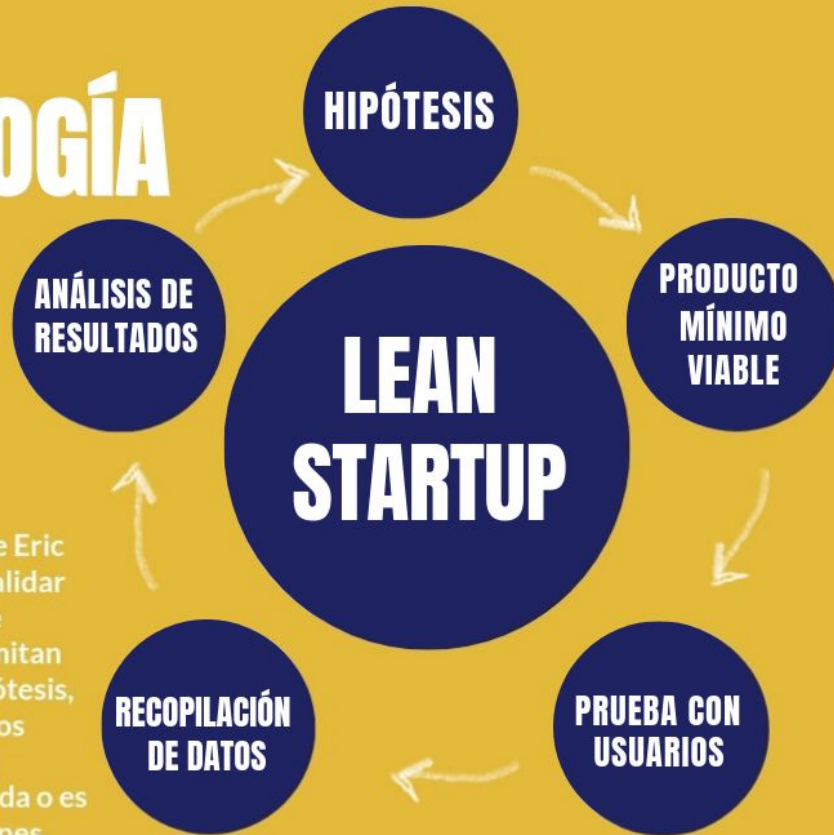 OGÍA
HIPÓTESIS
PRODUCTO
MÍNIMO
VIABLE
PRUEBA CON
USUARIOS
RECOPILACIÓN
DE DATOS
ANÁLISIS DE
RESULTADOS
LEAN
STARTUP
e Eric
alidar
e
mitan
ótesis,
os
da o es